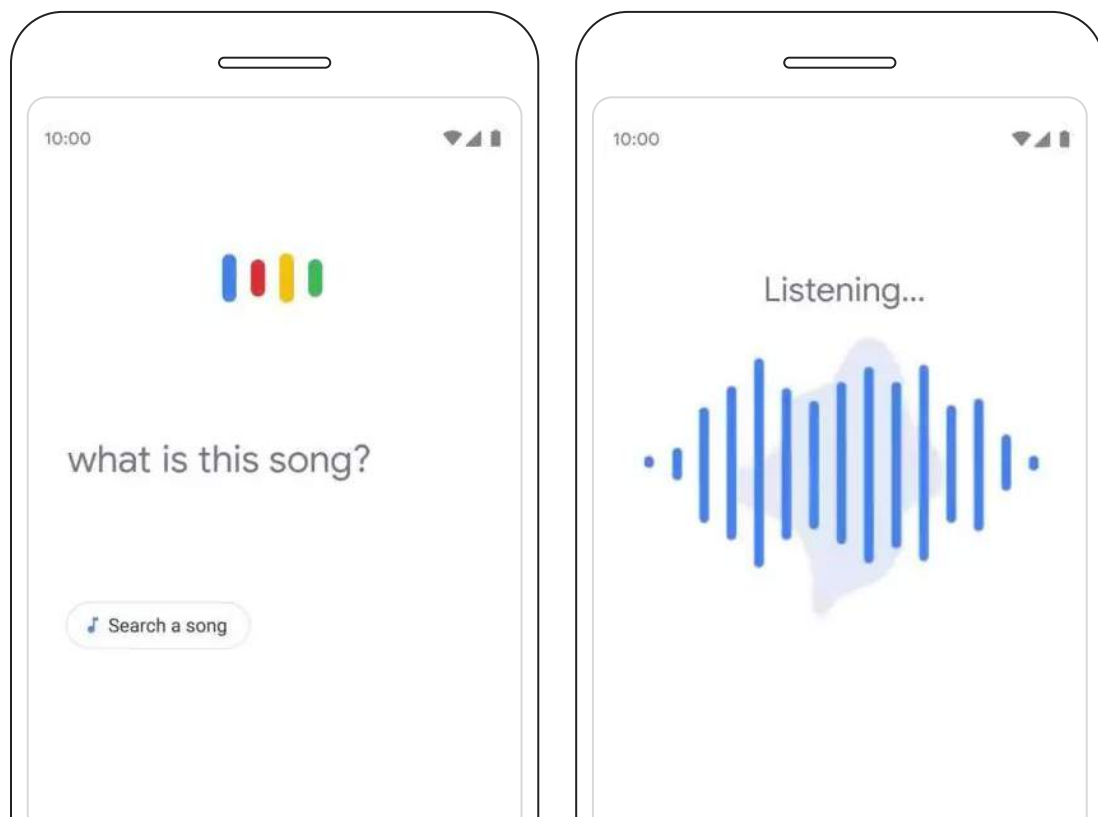 10:00
what is this song?
Search a song
10:00
Listening...